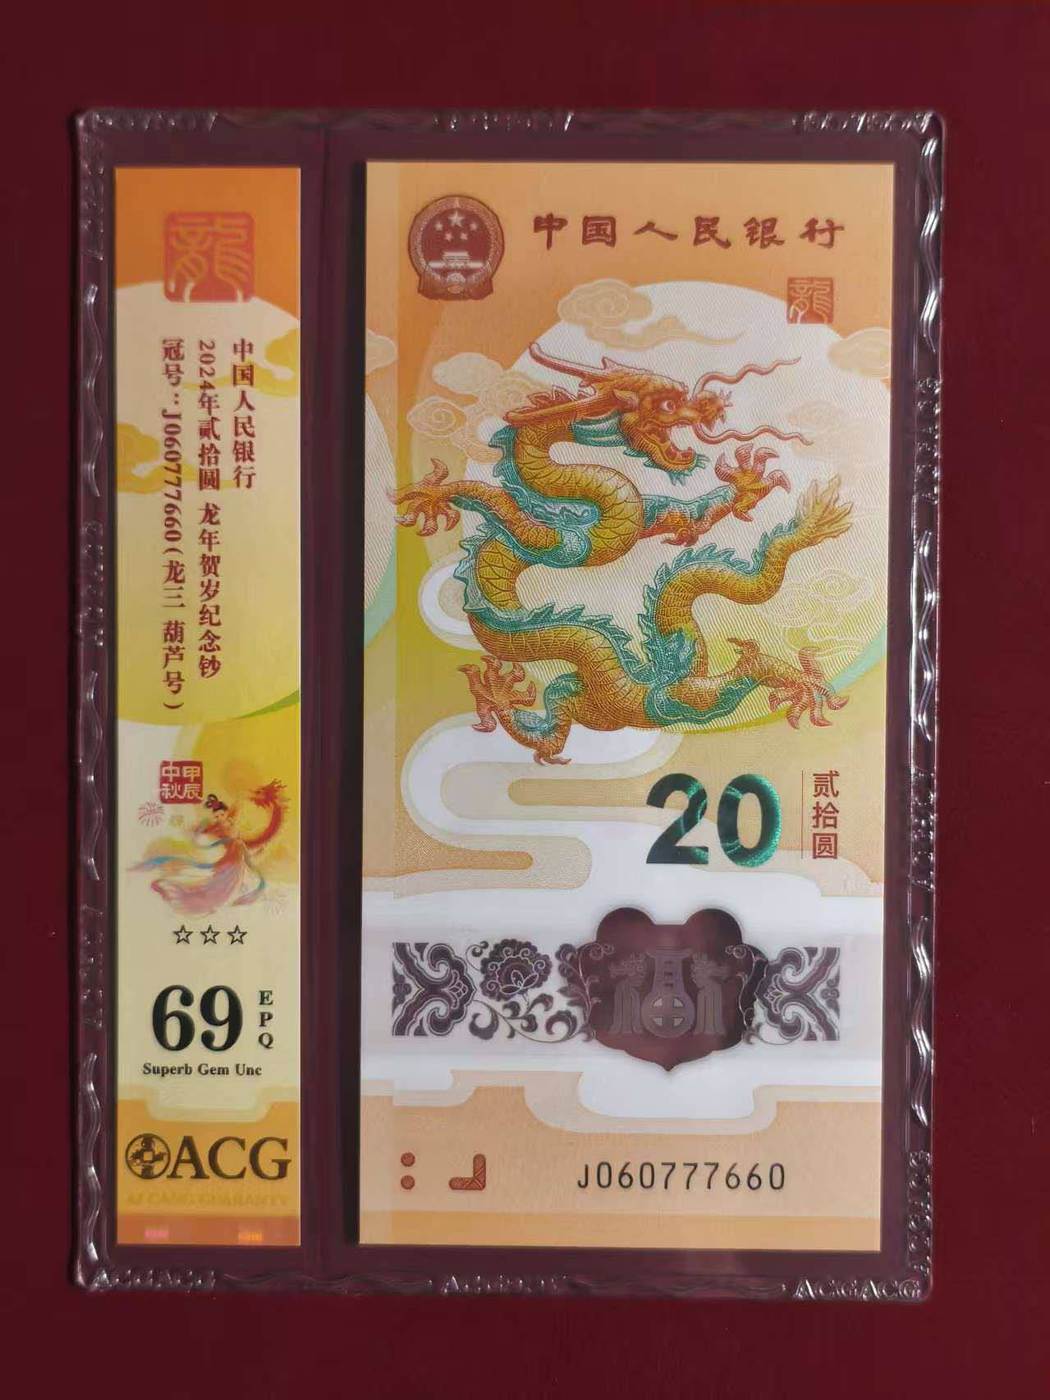 龍
中国人民银行
2024年贰拾圆 龙年贺岁纪念钞
冠号：J060777660（龙三 葫芦号）
甲辰
中秋
☆☆☆
69
EPQ
Superb Gem Unc
ACG
中国人民银行
龍
20
贰拾圆
福
J060777660
ACGACG
ACGACG